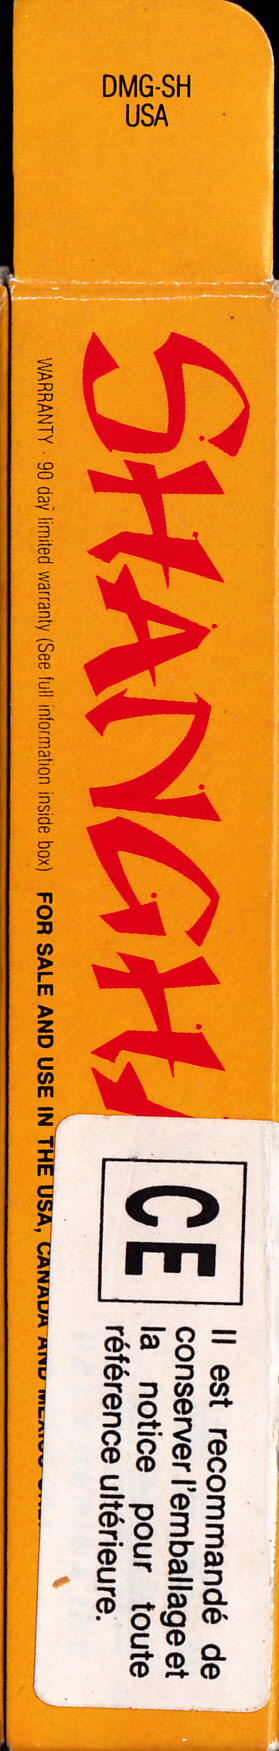 DMG-SH
USA
SHANGH
WARRANTY · 90 day limited warranty (See full information inside box) FOR SALE AND USE IN THE USA, CANADA AND
CE
Il est recommandé de
conserver l'emballage et
la notice pour toute
référence ultérieure.